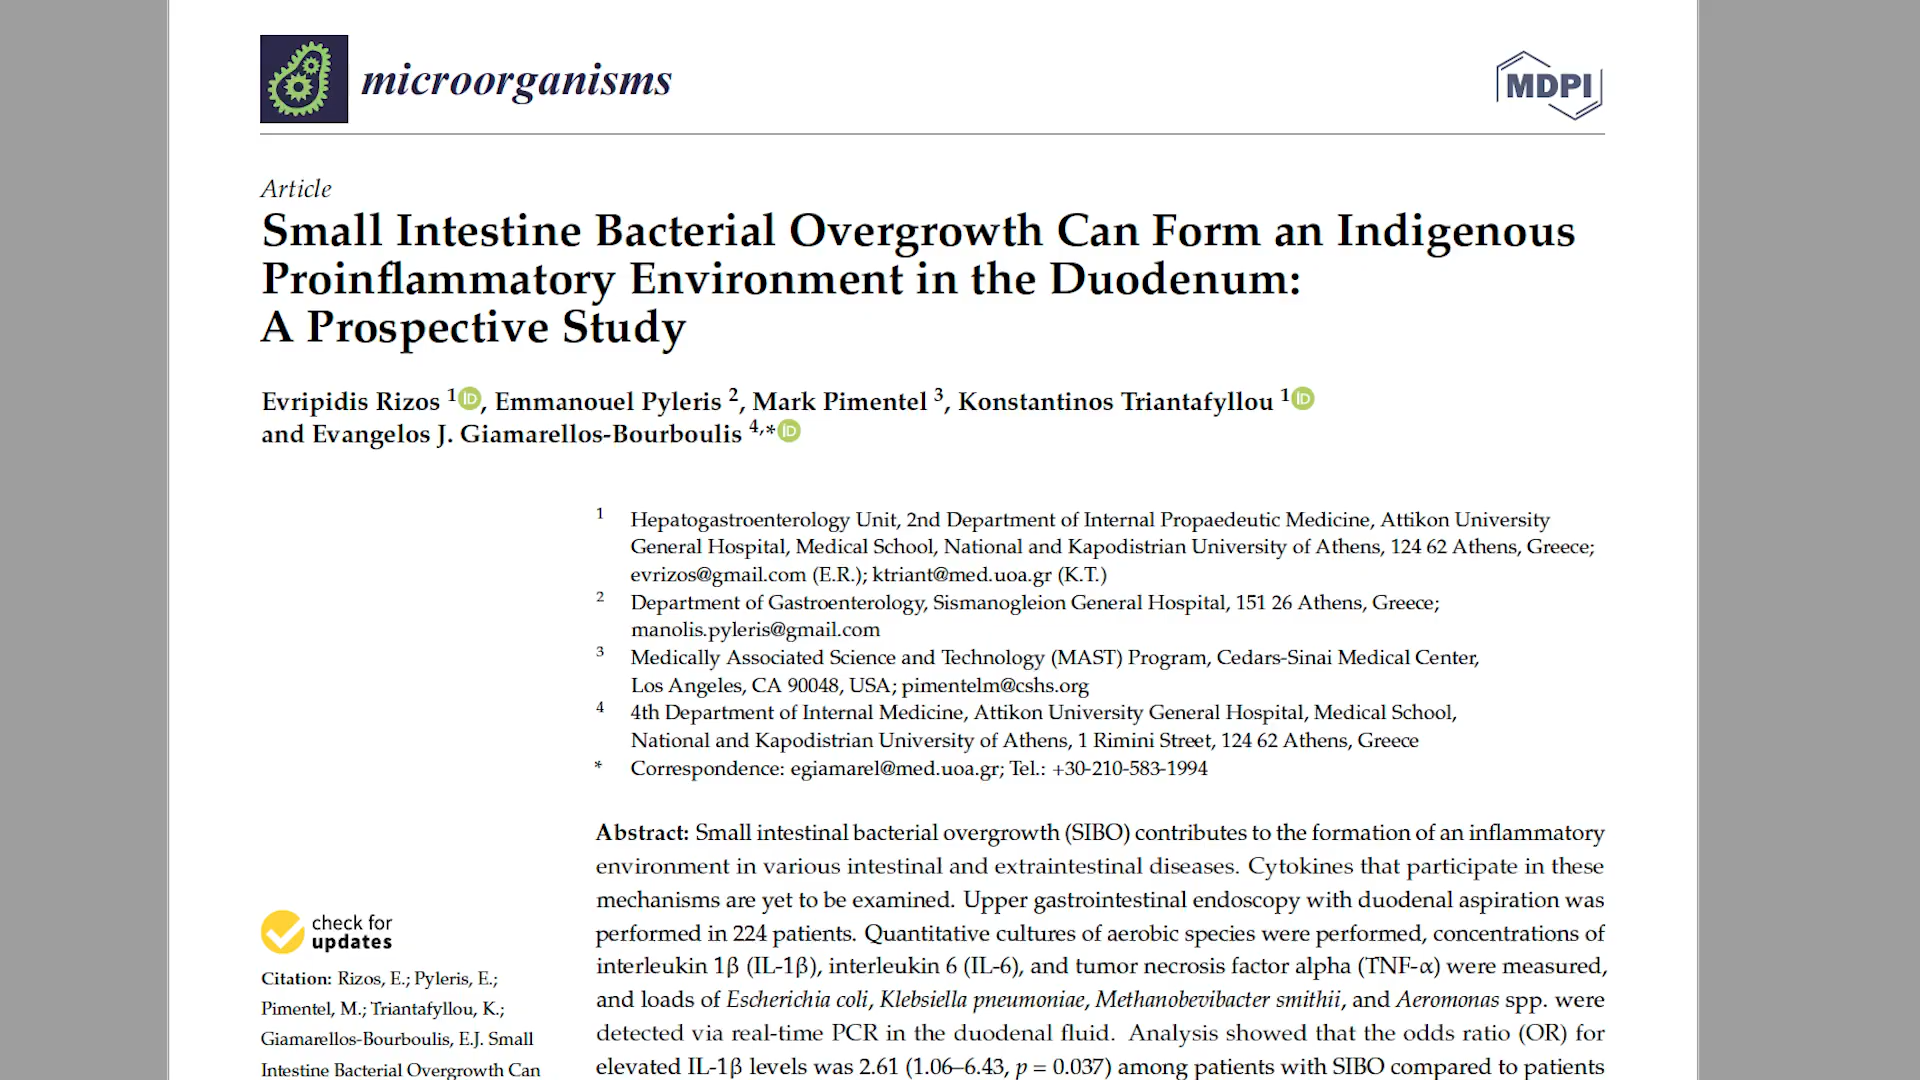 microorganisms
MDPI
Article
Small Intestine Bacterial Overgrowth Can Form an Indigenous
Proinflammatory Environment in the Duodenum:
A Prospective Study
Evripidis Rizos 1 iD, Emmanouel Pyleris 2, Mark Pimentel 3, Konstantinos Triantafyllou 1 iD
and Evangelos J. Giamarellos-Bourboulis 4,* iD
1 Hepatogastroenterology Unit, 2nd Department of Internal Propaedeutic Medicine, Attikon University
General Hospital, Medical School, National and Kapodistrian University of Athens, 124 62 Athens, Greece;
evrizos@gmail.com (E.R.); ktriant@med.uoa.gr (K.T.)
2 Department of Gastroenterology, Sismanogleion General Hospital, 151 26 Athens, Greece;
manolis.pyleris@gmail.com
3 Medically Associated Science and Technology (MAST) Program, Cedars-Sinai Medical Center,
Los Angeles, CA 90048, USA; pimentelm@cshs.org
4 4th Department of Internal Medicine, Attikon University General Hospital, Medical School,
National and Kapodistrian University of Athens, 1 Rimini Street, 124 62 Athens, Greece
* Correspondence: egiamarel@med.uoa.gr; Tel.: +30-210-583-1994
Abstract: Small intestinal bacterial overgrowth (SIBO) contributes to the formation of an inflammatory
environment in various intestinal and extraintestinal diseases. Cytokines that participate in these
mechanisms are yet to be examined. Upper gastrointestinal endoscopy with duodenal aspiration was
performed in 224 patients. Quantitative cultures of aerobic species were performed, concentrations of
interleukin 1β (IL-1β), interleukin 6 (IL-6), and tumor necrosis factor alpha (TNF-α) were measured,
and loads of Escherichia coli, Klebsiella pneumoniae, Methanobevibacter smithii, and Aeromonas spp. were
detected via real-time PCR in the duodenal fluid. Analysis showed that the odds ratio (OR) for
elevated IL-1β levels was 2.61 (1.06–6.43, p = 0.037) among patients with SIBO compared to patients
check for
updates
Citation: Rizos, E.; Pyleris, E.;
Pimentel, M.; Triantafyllou, K.;
Giamarellos-Bourboulis, E.J. Small
Intestine Bacterial Overgrowth Can